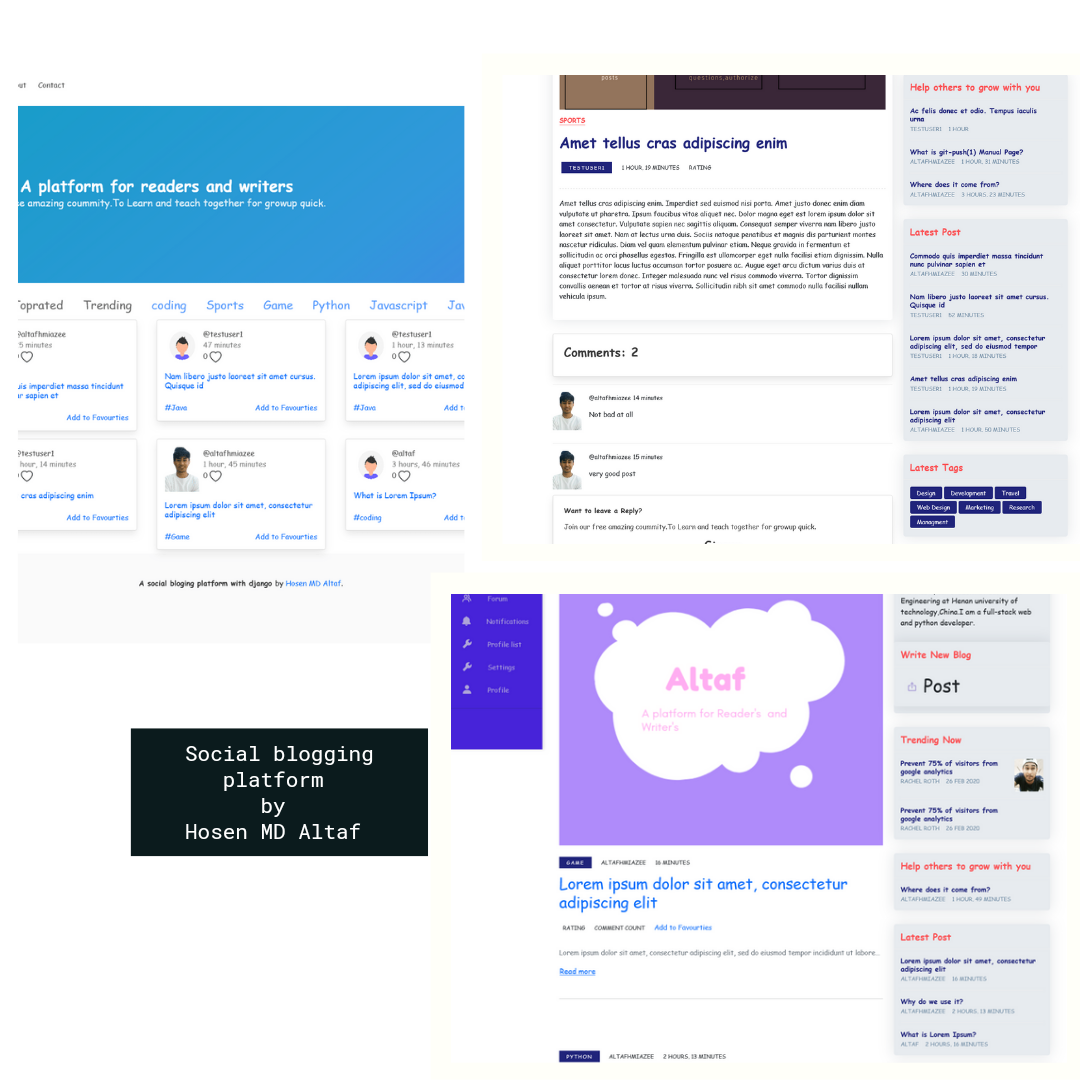 Contact
A platform for readers and writers
se amazing coummity.To Learn and teach together for growup quick.
Toprated Trending coding Sports Game Python Javascript Jav
@altafhmiazee
5 minutes
uis imperdiet massa tincidunt
ar sapien et
Add to Favourties
@testuser1
47 minutes
0
Nam libero justo laoreet sit amet cursus.
Quisque id
#Java Add to Favourties
@testuser1
1 hour, 13 minutes
0
Lorem ipsum dolor sit amet, co
adipiscing elit, sed do eiusmod
#Java Add t
@testuser1
hour, 14 minutes
cras adipiscing enim
Add to Favourties
@altafhmiazee
1 hour, 45 minutes
0
Lorem ipsum dolor sit amet, consectetur
adipiscing elit
#Game Add to Favourties
@altaf
3 hours, 46 minutes
0
What is Lorem Ipsum?
#coding Add t
A social bloging platform with django by Hosen MD Altaf.
posts
questions,authorize
SPORTS
Amet tellus cras adipiscing enim
TESTUSER1 1 HOUR, 19 MINUTES RATING
Amet tellus cras adipiscing enim. Imperdiet sed euismod nisi porta. Amet justo donec enim diam
vulputate ut pharetra. Ipsum faucibus vitae aliquet nec. Dolor magna eget est lorem ipsum dolor sit
amet consectetur. Vulputate sapien nec sagittis aliquam. Consequat semper viverra nam libero justo
laoreet sit amet. Nam at lectus urna duis. Sociis natoque penatibus et magnis dis parturient montes
nascetur ridiculus. Diam vel quam elementum pulvinar etiam. Neque gravida in fermentum et
sollicitudin ac orci phasellus egestas. Fringilla est ullamcorper eget nulla facilisi etiam dignissim. Nulla
aliquet porttitor lacus luctus accumsan tortor posuere ac. Augue eget arcu dictum varius duis at
consectetur lorem donec. Integer malesuada nunc vel risus commodo viverra. Tortor dignissim
convallis aenean et tortor at risus viverra. Sollicitudin nibh sit amet commodo nulla facilisi nullam
vehicula ipsum.
Comments: 2
@altafhmiazee 14 minutes
Not bad at all
@altafhmiazee 15 minutes
very good post
Want to leave a Reply?
Join our free amazing coummity.To Learn and teach together for growup quick.
Help others to grow with you
Ac felis donec et odio. Tempus iaculis
urna
TESTUSER1 1 HOUR
What is git-push(1) Manual Page?
ALTAFHMIAZEE 1 HOUR, 31 MINUTES
Where does it come from?
ALTAFHMIAZEE 3 HOURS, 23 MINUTES
Latest Post
Commodo quis imperdiet massa tincidunt
nunc pulvinar sapien et
ALTAFHMIAZEE 30 MINUTES
Nam libero justo laoreet sit amet cursus.
Quisque id
TESTUSER1 52 MINUTES
Lorem ipsum dolor sit amet, consectetur
adipiscing elit, sed do eiusmod tempor
TESTUSER1 1 HOUR, 18 MINUTES
Amet tellus cras adipiscing enim
TESTUSER1 1 HOUR, 19 MINUTES
Lorem ipsum dolor sit amet, consectetur
adipiscing elit
ALTAFHMIAZEE 1 HOUR, 50 MINUTES
Latest Tags
Design Development Travel
Web Design Marketing Research
Managment
Social blogging
platform
by
Hosen MD Altaf
Forum
Notifications
Profile list
Settings
Profile
Altaf
A platform for Reader's and
Writer's
GAME ALTAFHMIAZEE 16 MINUTES
Lorem ipsum dolor sit amet, consectetur
adipiscing elit
RATING COMMENT COUNT Add to Favourties
Lorem ipsum dolor sit amet, consectetur adipiscing elit, sed do eiusmod tempor incididunt ut labore...
Read more
PYTHON ALTAFHMIAZEE 2 HOURS, 13 MINUTES
Engineering at Henan university of
technology,China.I am a full-stack web
and python developer.
Write New Blog
Post
Trending Now
Prevent 75% of visitors from
google analytics
RACHEL ROTH 26 FEB 2020
Prevent 75% of visitors from
google analytics
RACHEL ROTH 26 FEB 2020
Help others to grow with you
Where does it come from?
ALTAFHMIAZEE 1 HOUR, 49 MINUTES
Latest Post
Lorem ipsum dolor sit amet, consectetur
adipiscing elit
ALTAFHMIAZEE 16 MINUTES
Why do we use it?
ALTAFHMIAZEE 2 HOURS, 13 MINUTES
What is Lorem Ipsum?
ALTAF 2 HOURS, 16 MINUTES